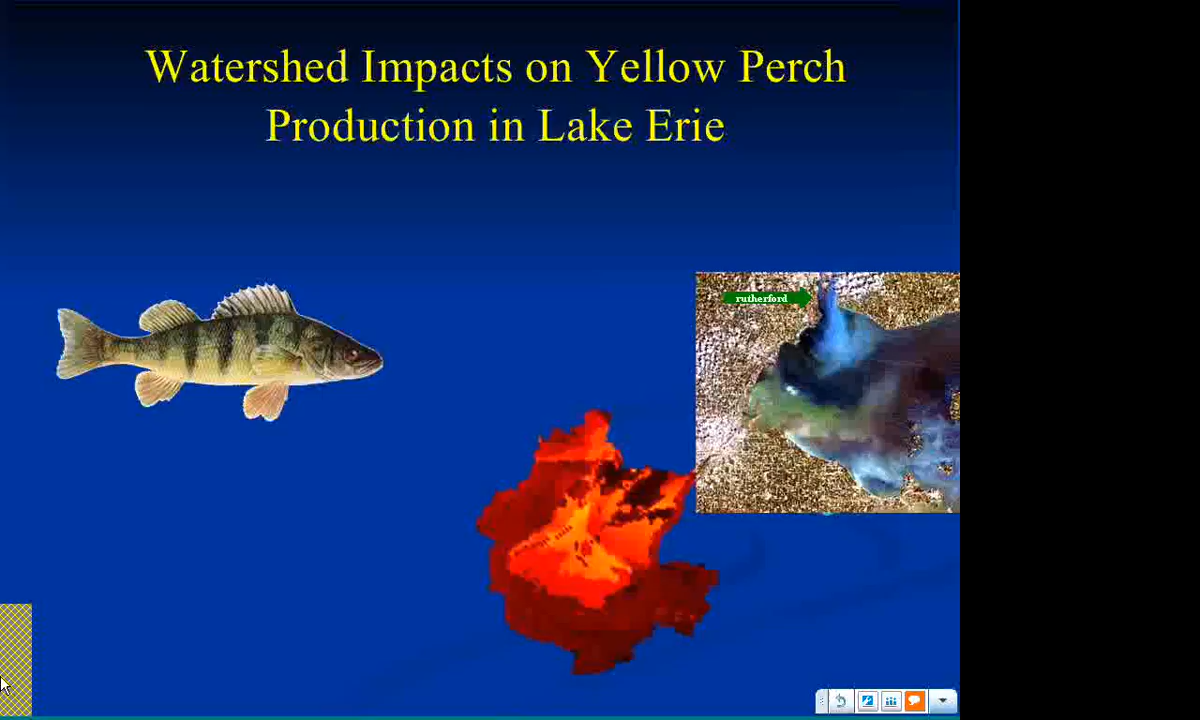 Watershed Impacts on Yellow Perch
Production in Lake Erie
rutherford